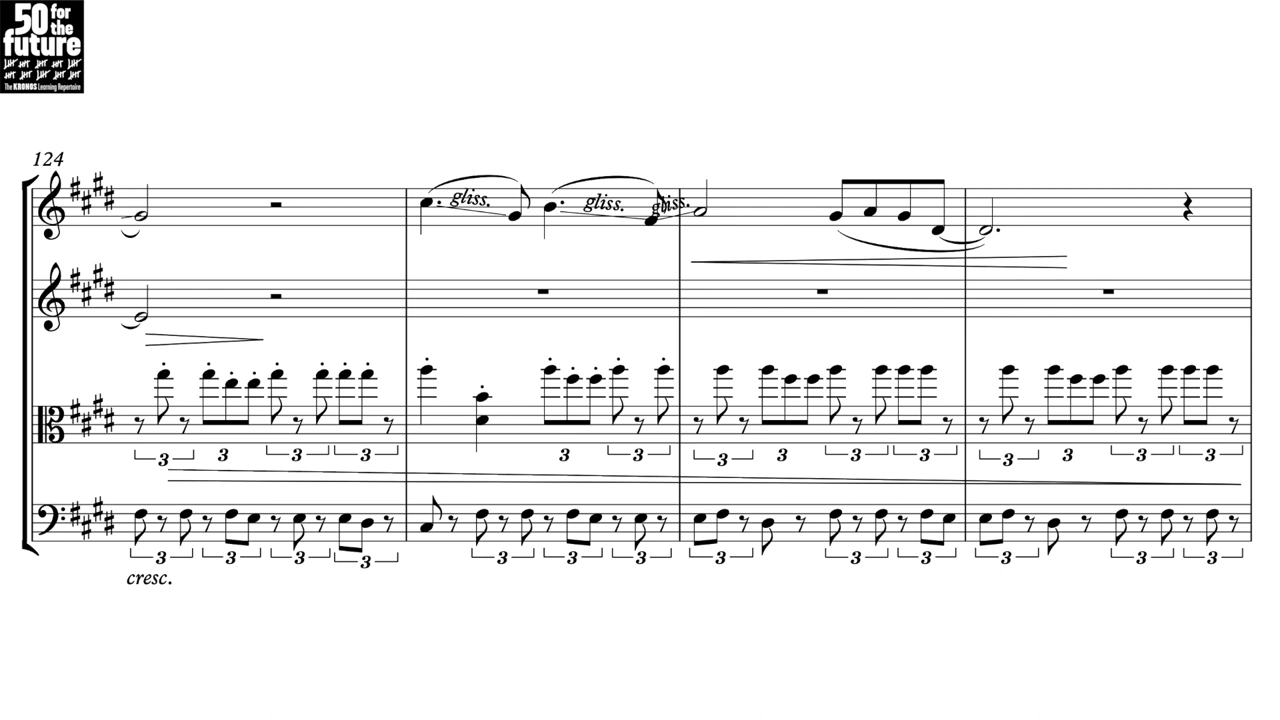 50 for
the
future
The KRONOS Learning Repertoire
124
gliss. gliss. gliss.
3 3 3 3 3 3 3 3 3 3 3 3 3 3
3 3 3 3 3 3 3 3 3 3 3 3 3 3
cresc.